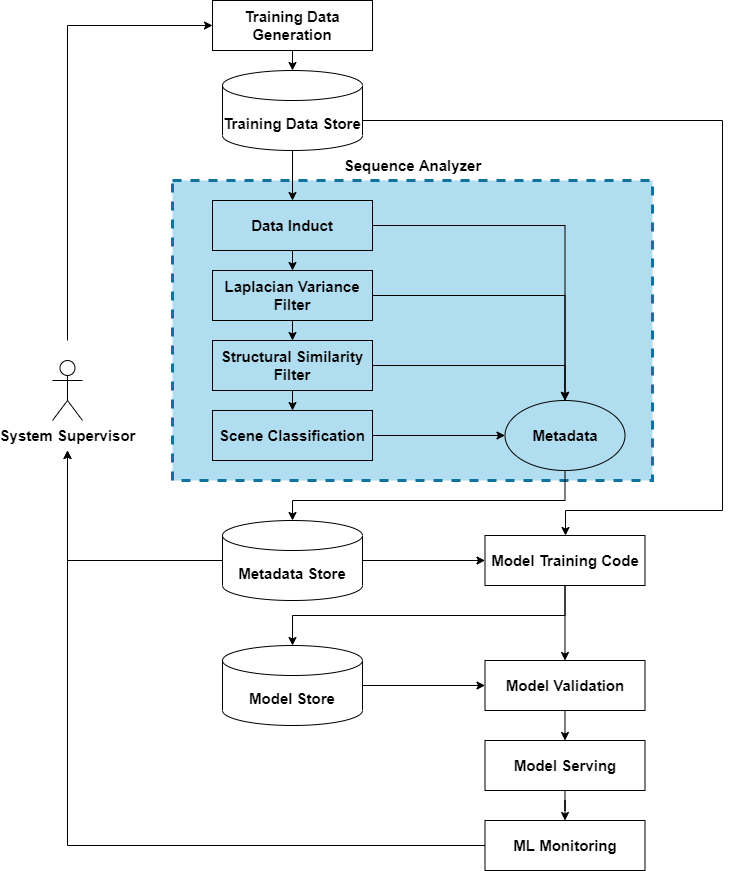 Training Data
Generation
Training Data Store
Sequence Analyzer
Data Induct
Laplacian Variance
Filter
Structural Similarity
Filter
Scene Classification
Metadata
System Supervisor
Metadata Store
Model Training Code
Model Store
Model Validation
Model Serving
ML Monitoring